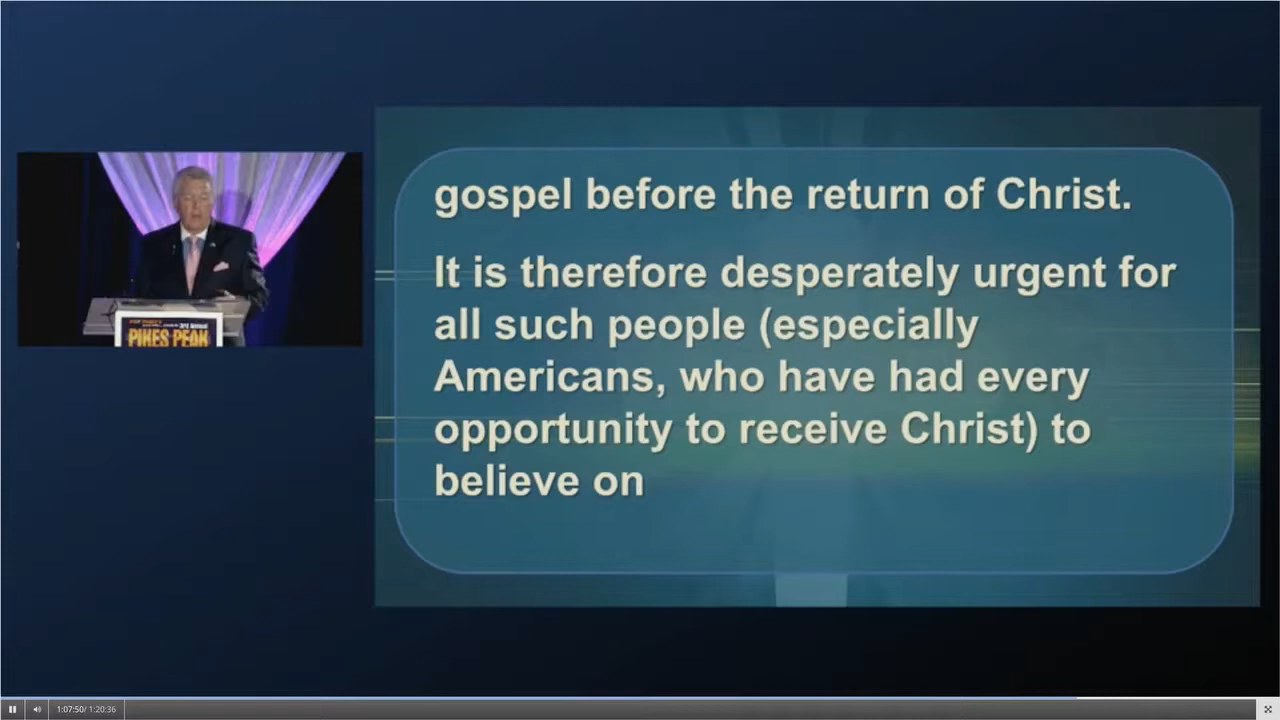 gospel before the return of Christ.
It is therefore desperately urgent for
all such people (especially
Americans, who have had every
opportunity to receive Christ) to
believe on
PIKES PEAK
1:07:50/ 1:20:36